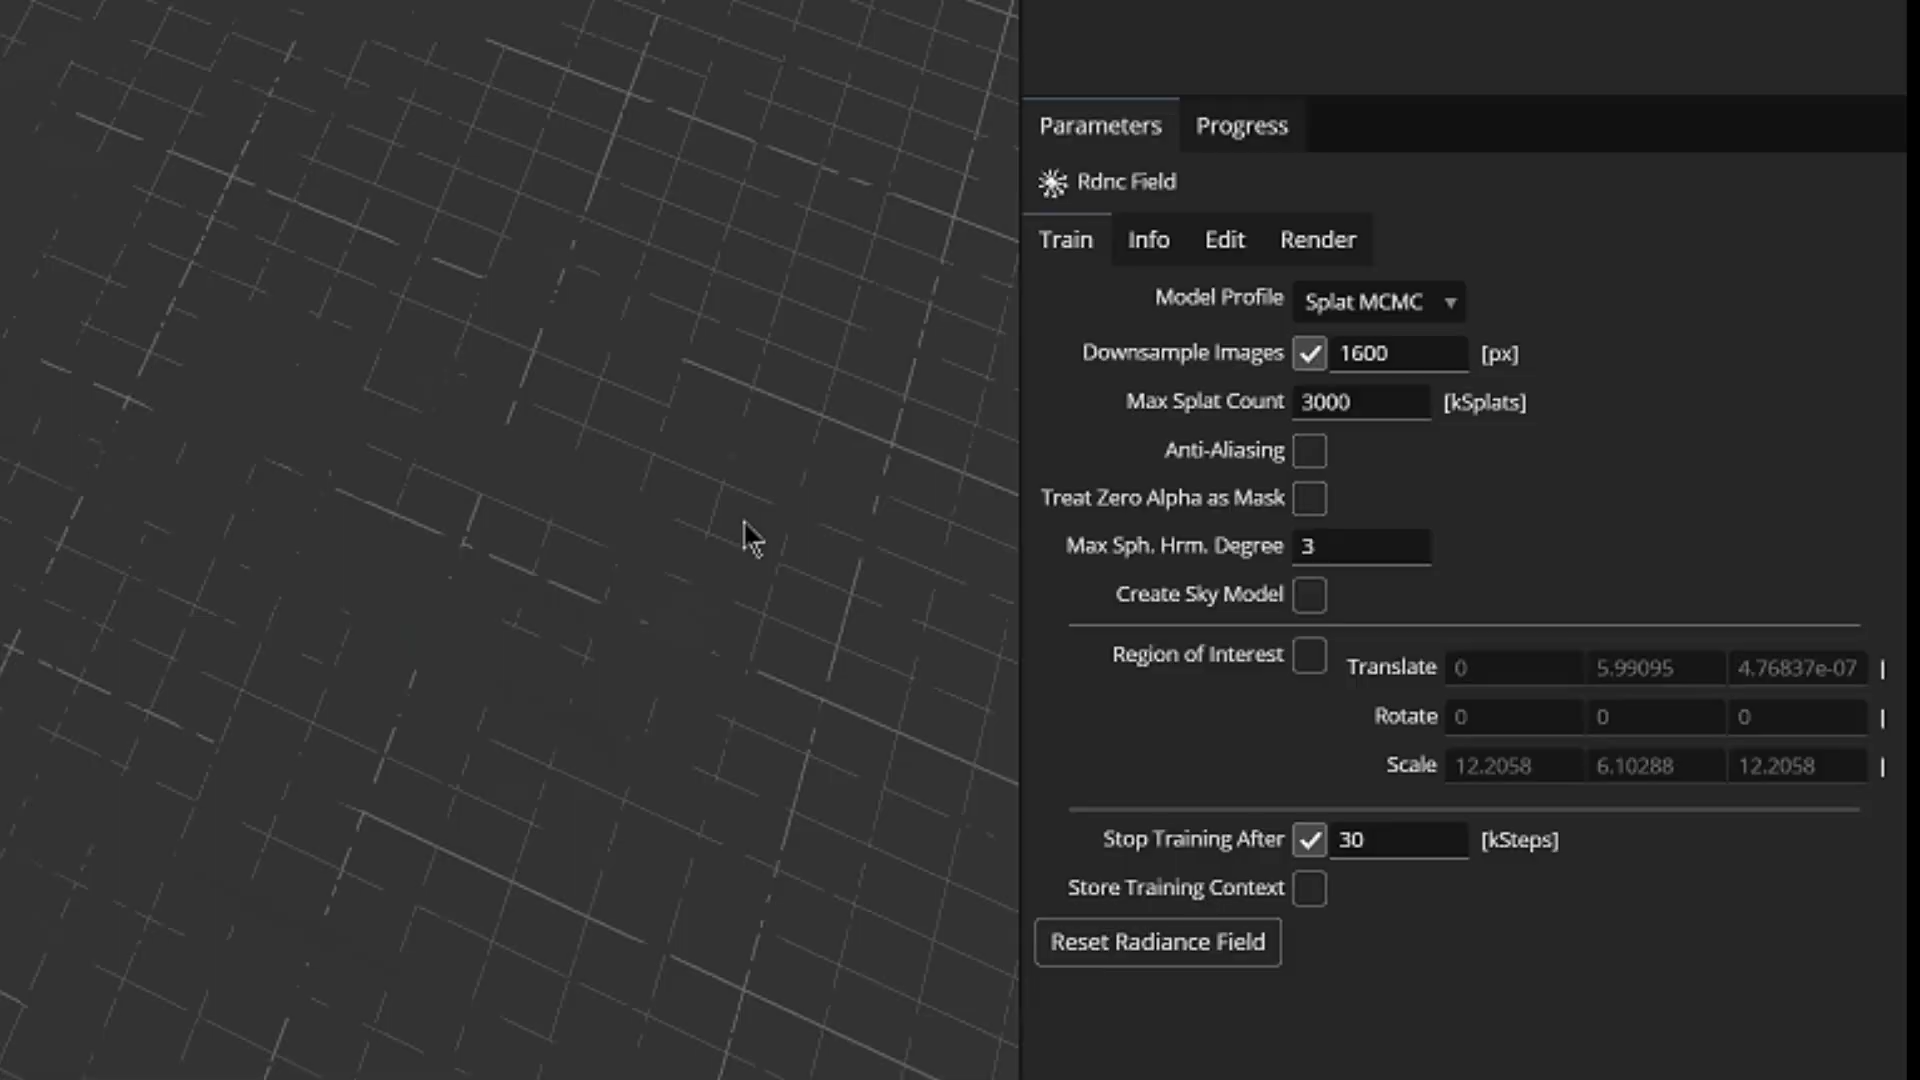 Parameters Progress
Rdnc Field
Train Info Edit Render
Model Profile Splat MCMC
Downsample Images 1600 [px]
Max Splat Count 3000 [kSplats]
Anti-Aliasing
Treat Zero Alpha as Mask
Max Sph. Hrm. Degree 3
Create Sky Model
Region of Interest
Translate 0 5.99095 4.76837e-07
Rotate 0 0 0
Scale 12.2058 6.10288 12.2058
Stop Training After 30 [kSteps]
Store Training Context
Reset Radiance Field